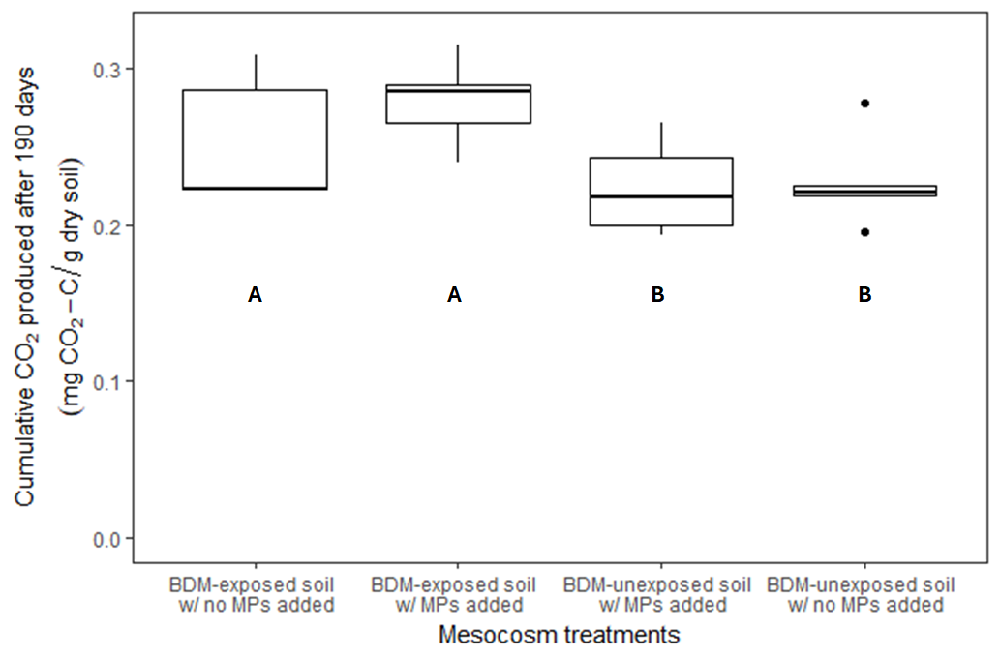 Cumulative CO₂ produced after 190 days
(mg CO₂ – C/ g dry soil)
0.3
0.2
0.1
0.0
A
A
B
B
BDM-exposed soil
w/ no MPs added
BDM-exposed soil
w/ MPs added
BDM-unexposed soil
w/ MPs added
BDM-unexposed soil
w/ no MPs added
Mesocosm treatments